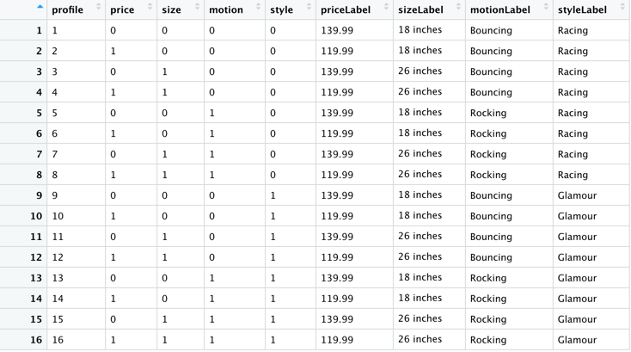 profile price size motion style priceLabel sizeLabel motionLabel styleLabel
1 1 0 0 0 0 139.99 18 inches Bouncing Racing
2 2 1 0 0 0 119.99 18 inches Bouncing Racing
3 3 0 1 0 0 139.99 26 inches Bouncing Racing
4 4 1 1 0 0 119.99 26 inches Bouncing Racing
5 5 0 0 1 0 139.99 18 inches Rocking Racing
6 6 1 0 1 0 119.99 18 inches Rocking Racing
7 7 0 1 1 0 139.99 26 inches Rocking Racing
8 8 1 1 1 0 119.99 26 inches Rocking Racing
9 9 0 0 0 1 139.99 18 inches Bouncing Glamour
10 10 1 0 0 1 119.99 18 inches Bouncing Glamour
11 11 0 1 0 1 139.99 26 inches Bouncing Glamour
12 12 1 1 0 1 119.99 26 inches Bouncing Glamour
13 13 0 0 1 1 139.99 18 inches Rocking Glamour
14 14 1 0 1 1 119.99 18 inches Rocking Glamour
15 15 0 1 1 1 139.99 26 inches Rocking Glamour
16 16 1 1 1 1 119.99 26 inches Rocking Glamour